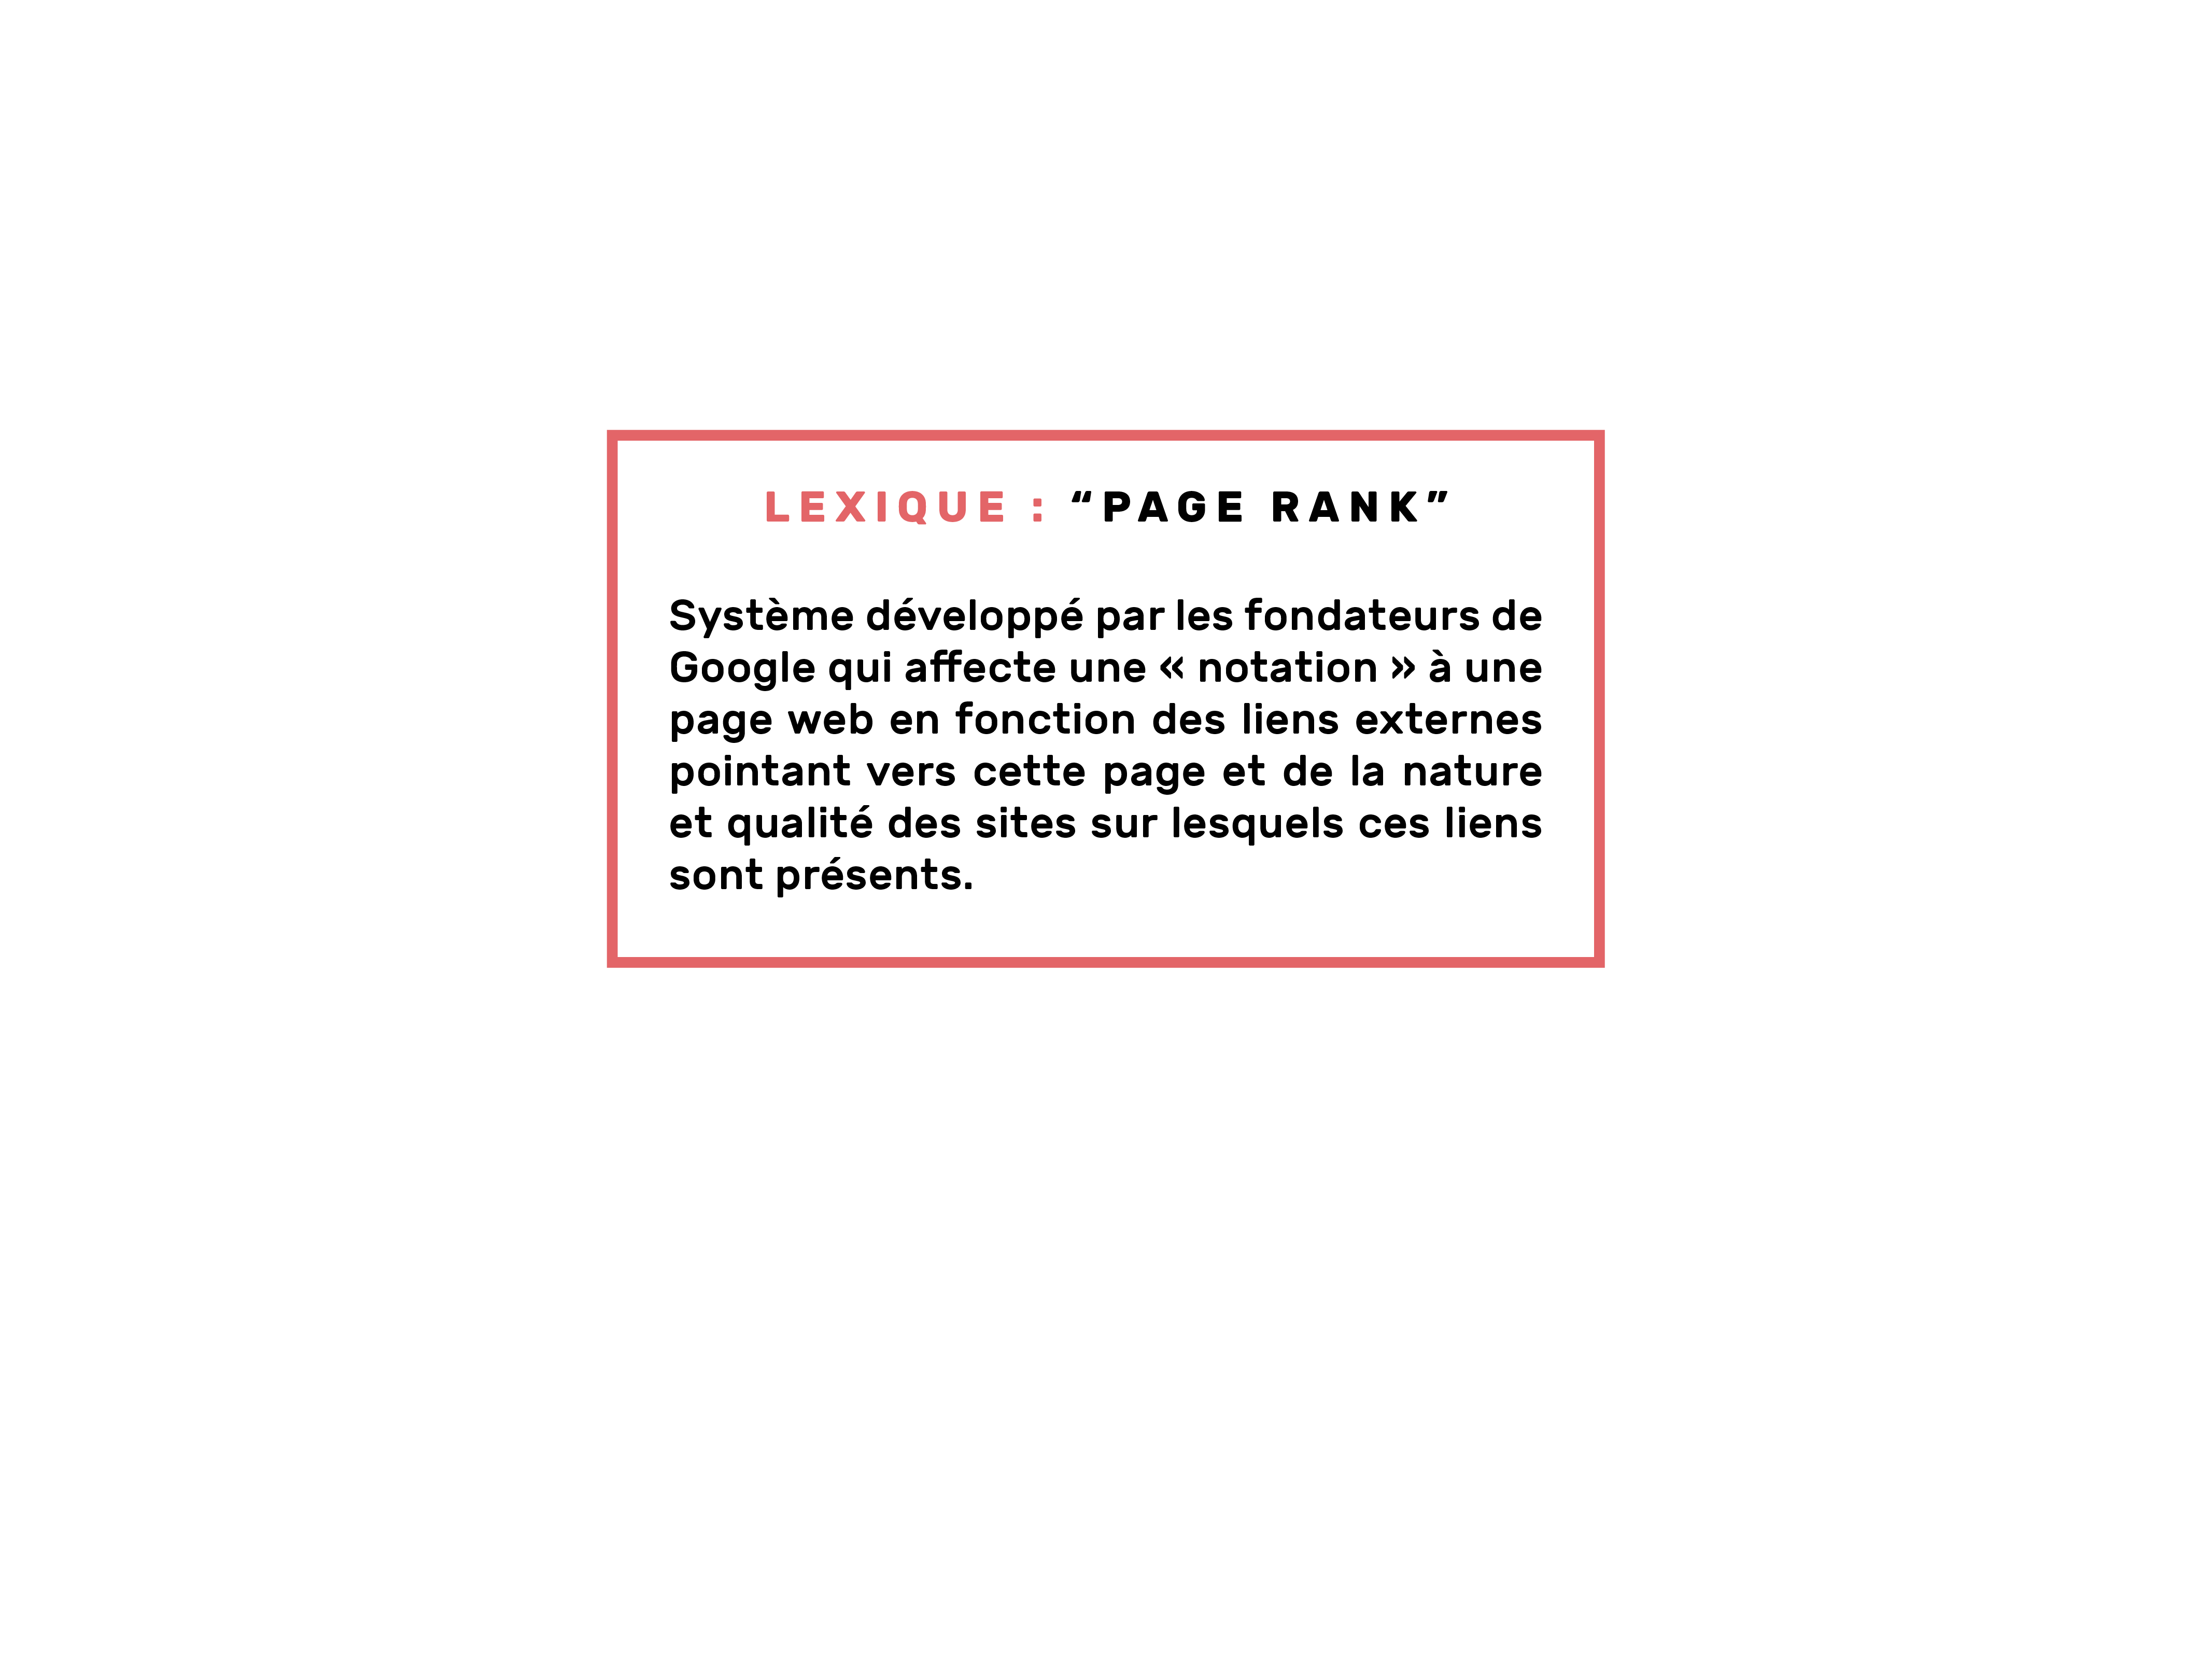 LEXIQUE : “PAGE RANK”
Système développé par les fondateurs de
Google qui affecte une « notation » à une
page web en fonction des liens externes
pointant vers cette page et de la nature
et qualité des sites sur lesquels ces liens
sont présents.